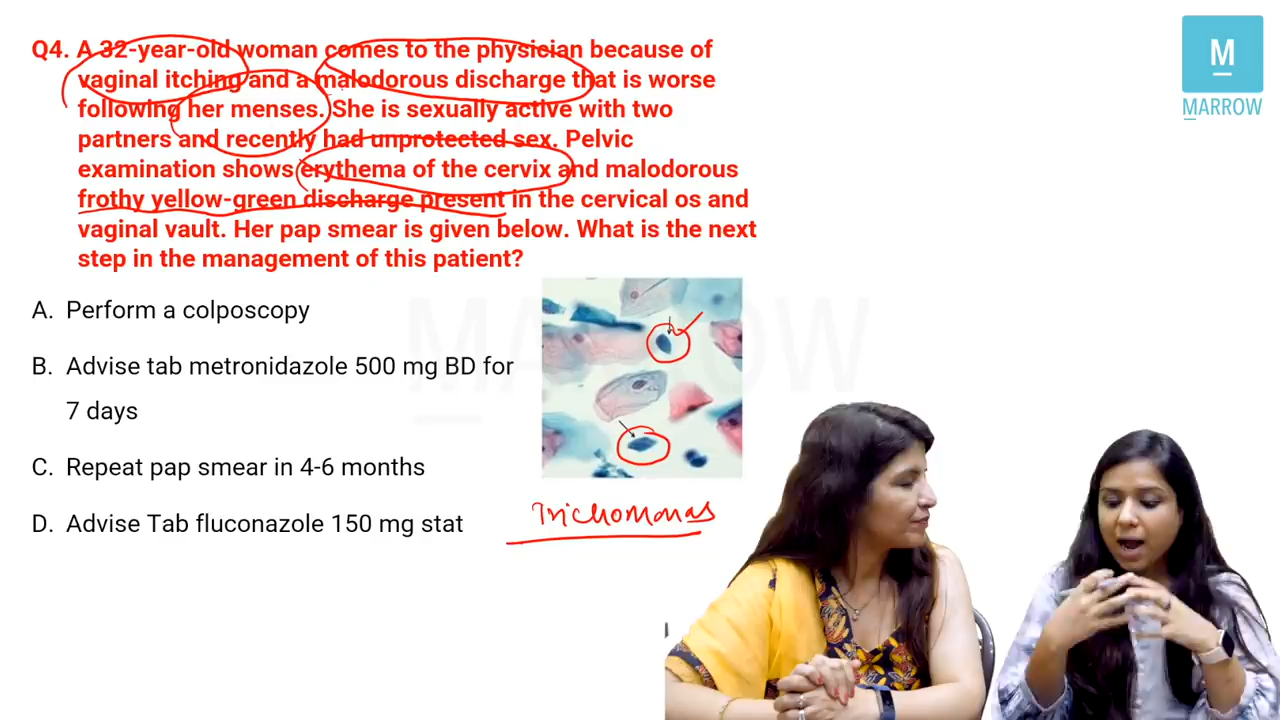 Q4. A 32-year-old woman comes to the physician because of
vaginal itching and a malodorous discharge that is worse
following her menses. She is sexually active with two
partners and recently had unprotected sex. Pelvic
examination shows erythema of the cervix and malodorous
frothy yellow-green discharge present in the cervical os and
vaginal vault. Her pap smear is given below. What is the next
step in the management of this patient?
A. Perform a colposcopy
B. Advise tab metronidazole 500 mg BD for
7 days
C. Repeat pap smear in 4-6 months
D. Advise Tab fluconazole 150 mg stat
Trichomonas
M
MARROW
MARROW